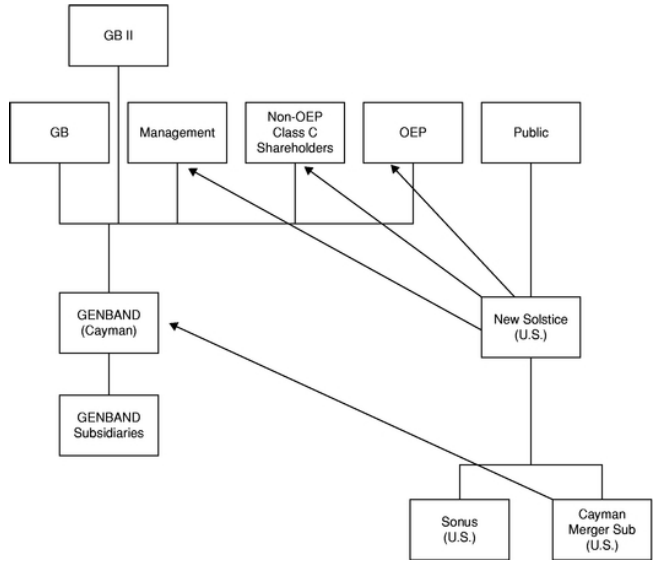 GB II
GB
Management
Non-OEP
Class C
Shareholders
OEP
Public
GENBAND
(Cayman)
New Solstice
(U.S.)
GENBAND
Subsidiaries
Sonus
(U.S.)
Cayman
Merger Sub
(U.S.)